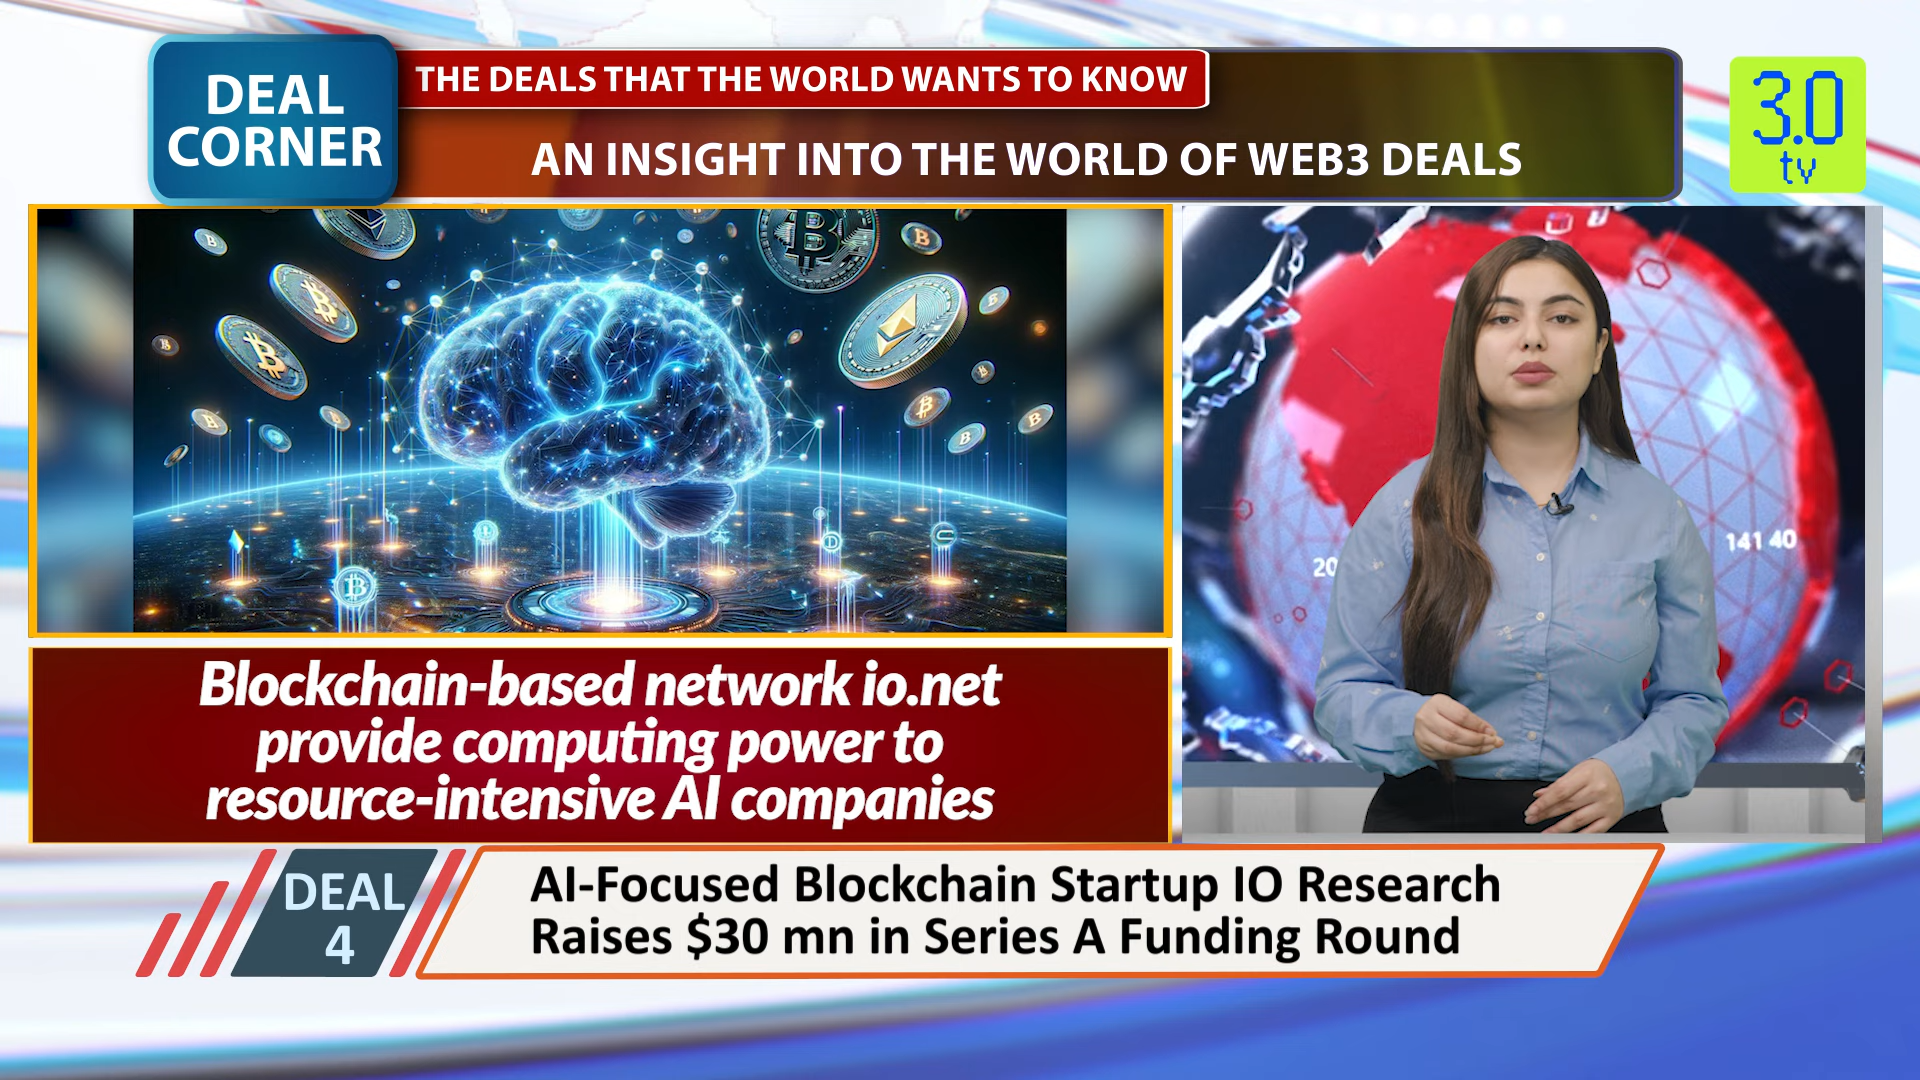 DEAL
CORNER
THE DEALS THAT THE WORLD WANTS TO KNOW
AN INSIGHT INTO THE WORLD OF WEB3 DEALS
3.0
tv
20
141 40
Blockchain-based network io.net
provide computing power to
resource-intensive AI companies
DEAL
4
AI-Focused Blockchain Startup IO Research
Raises $30 mn in Series A Funding Round